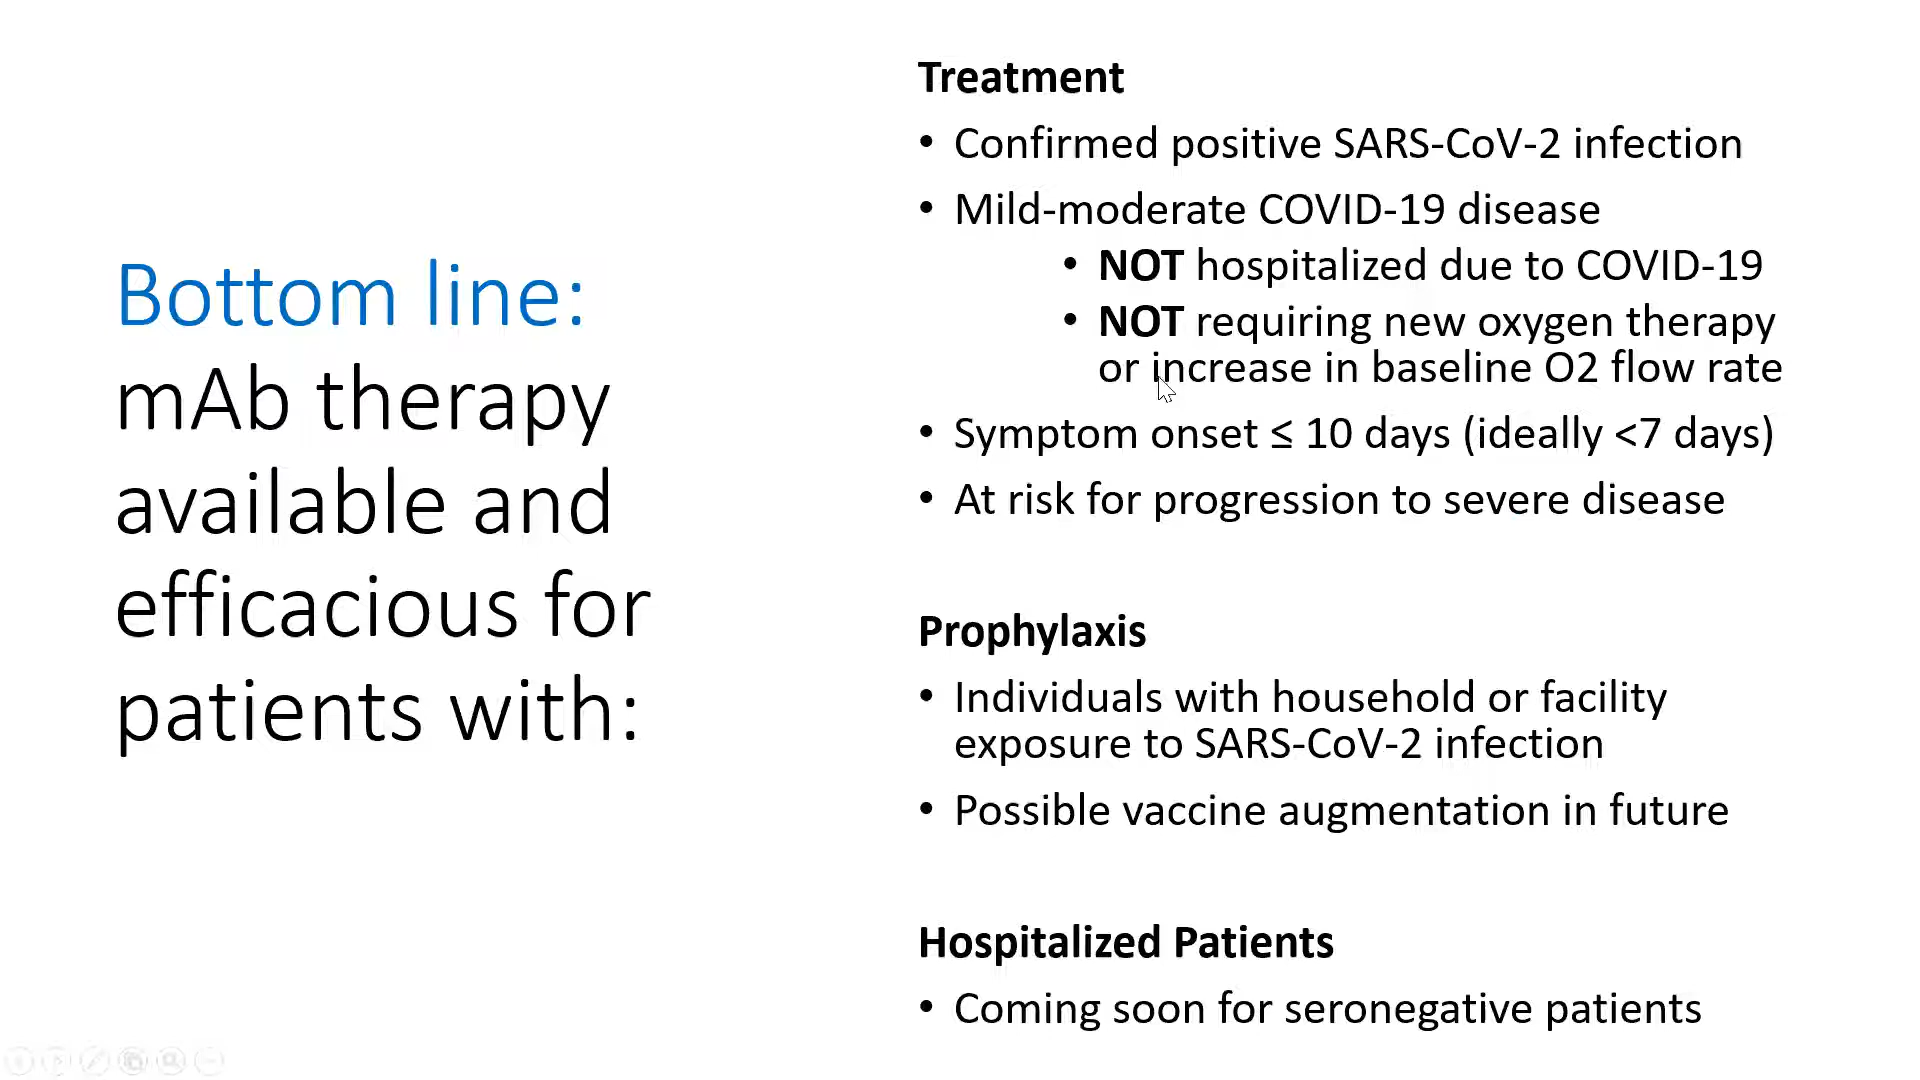 Bottom line:
mAb therapy
available and
efficacious for
patients with:
Treatment
• Confirmed positive SARS-CoV-2 infection
• Mild-moderate COVID-19 disease
• NOT hospitalized due to COVID-19
• NOT requiring new oxygen therapy
or increase in baseline O2 flow rate
• Symptom onset ≤ 10 days (ideally <7 days)
• At risk for progression to severe disease
Prophylaxis
• Individuals with household or facility
exposure to SARS-CoV-2 infection
• Possible vaccine augmentation in future
Hospitalized Patients
• Coming soon for seronegative patients